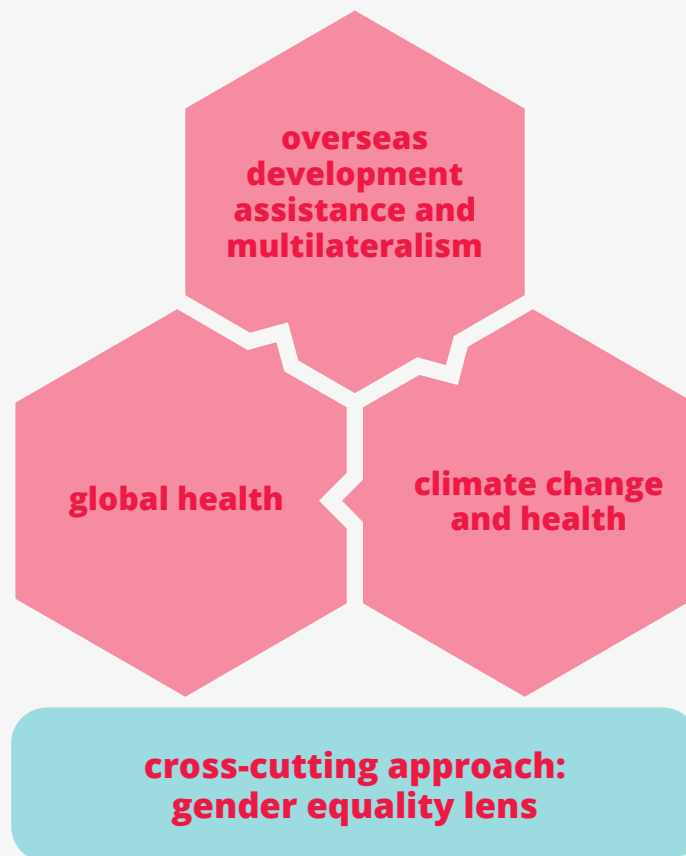 overseas
development
assistance and
multilateralism
global health
climate change
and health
cross-cutting approach:
gender equality lens